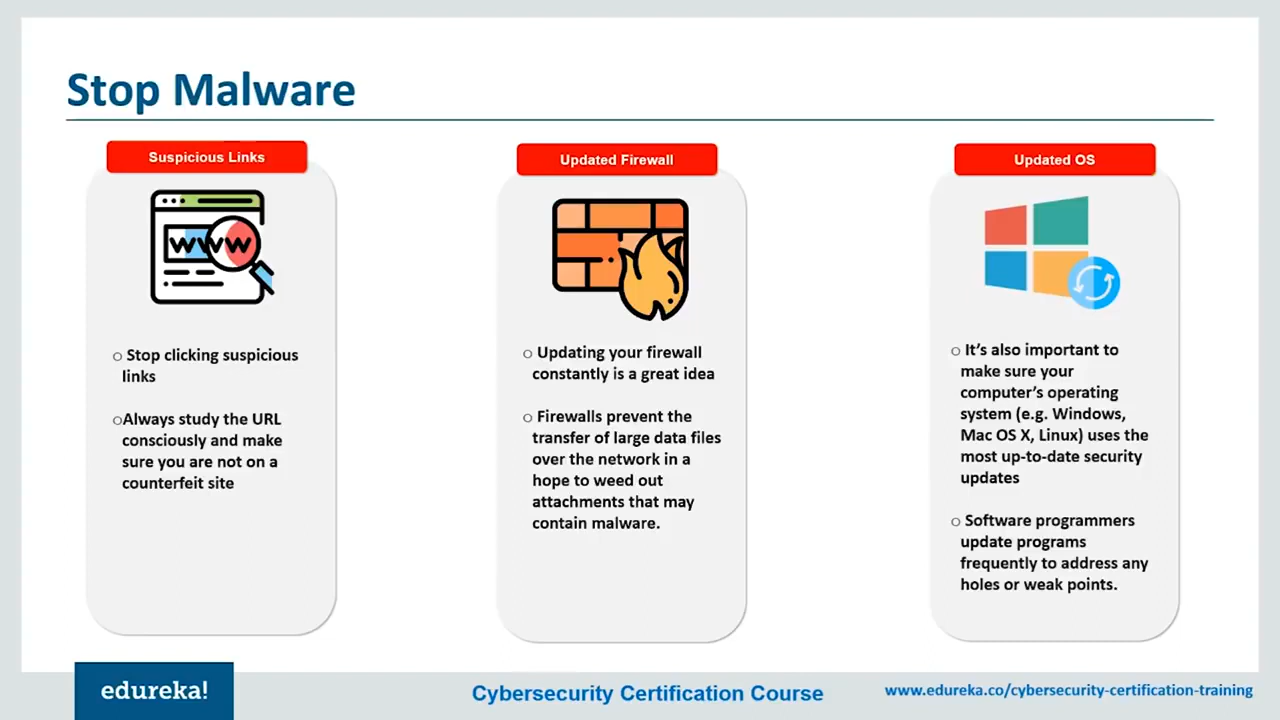 Stop Malware
Suspicious Links
WWW
○ Stop clicking suspicious
links
○Always study the URL
consciously and make
sure you are not on a
counterfeit site
Updated Firewall
○ Updating your firewall
constantly is a great idea
○ Firewalls prevent the
transfer of large data files
over the network in a
hope to weed out
attachments that may
contain malware.
Updated OS
○ It’s also important to
make sure your
computer’s operating
system (e.g. Windows,
Mac OS X, Linux) uses the
most up-to-date security
updates
○ Software programmers
update programs
frequently to address any
holes or weak points.
edureka!
Cybersecurity Certification Course
www.edureka.co/cybersecurity-certification-training